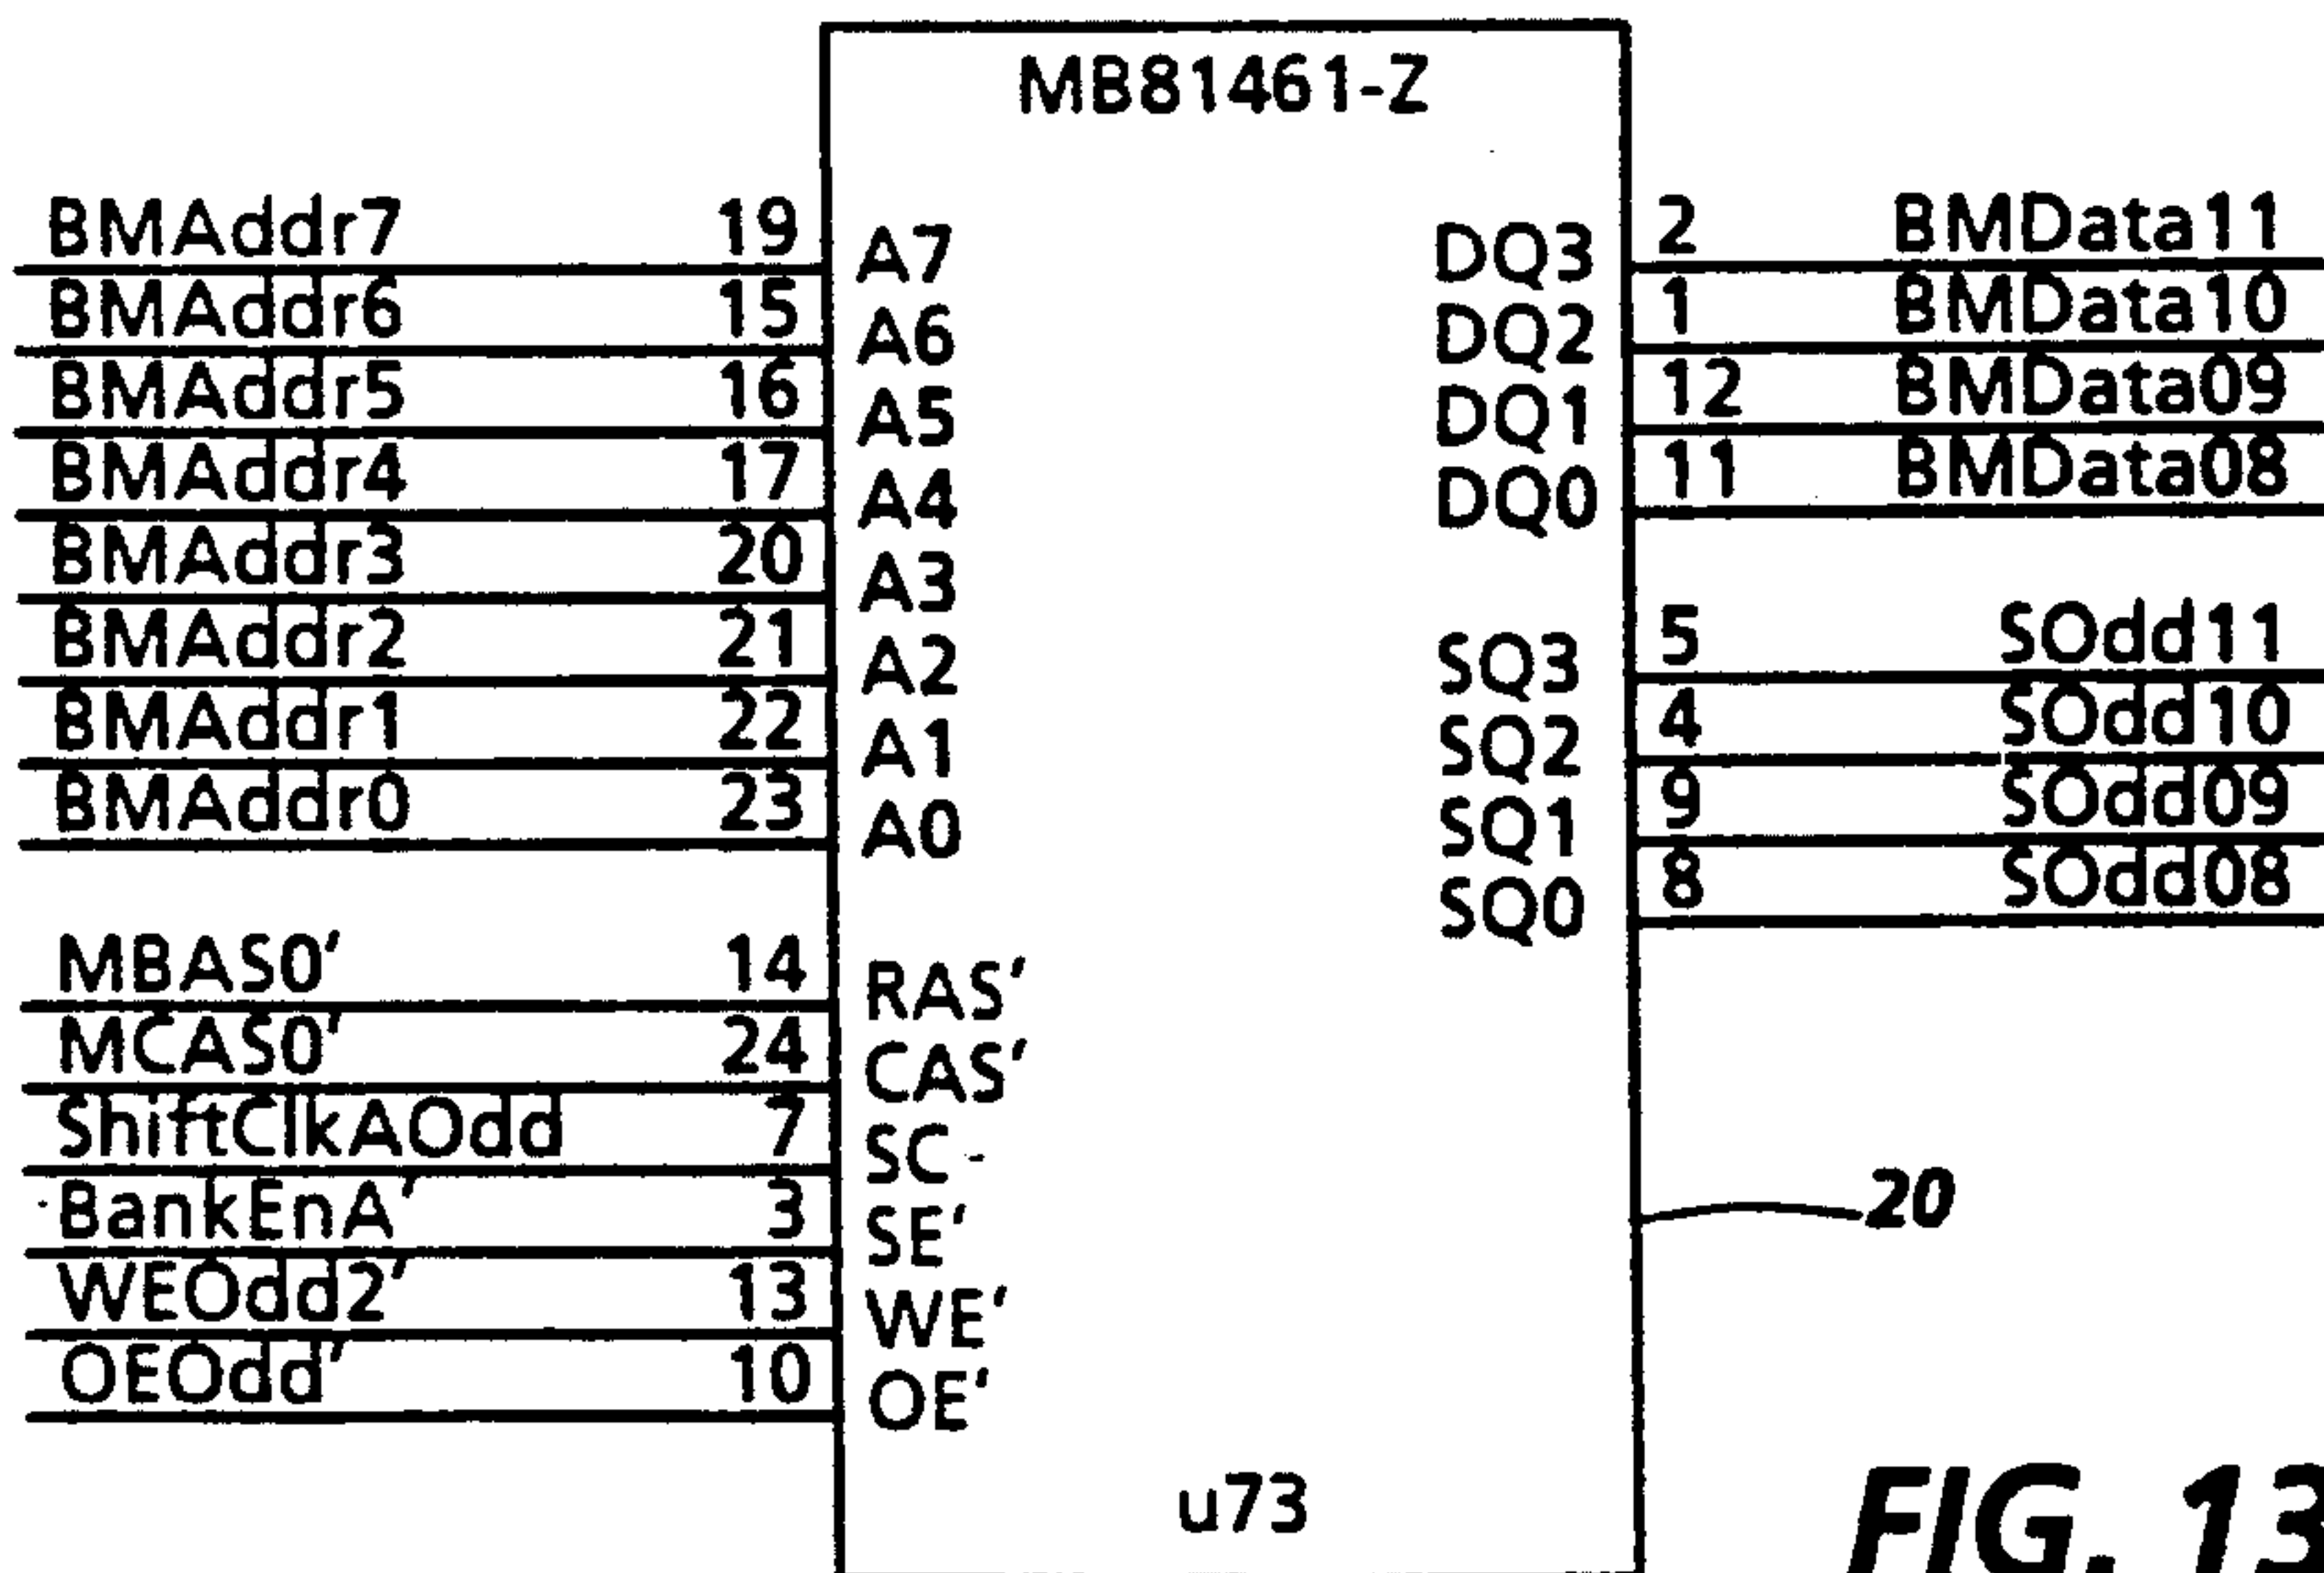 MB81461-Z
BMAddr7 19 A7 DQ3 2 BMData11
BMAddr6 15 A6 DQ2 1 BMData10
BMAddr5 16 A5 DQ1 12 BMData09
BMAddr4 17 A4 DQ0 11 BMData08
BMAddr3 20 A3
BMAddr2 21 A2 SQ3 5 SOdd11
BMAddr1 22 A1 SQ2 4 SOdd10
BMAddr0 23 A0 SQ1 9 SOdd09
SQ0 8 SOdd08
MBAS0' 14 RAS'
MCAS0' 24 CAS'
ShiftClkAOdd 7 SC
BankEnA' 3 SE'
20
WEOdd2' 13 WE'
OEOdd' 10 OE'
u73
FIG. 13